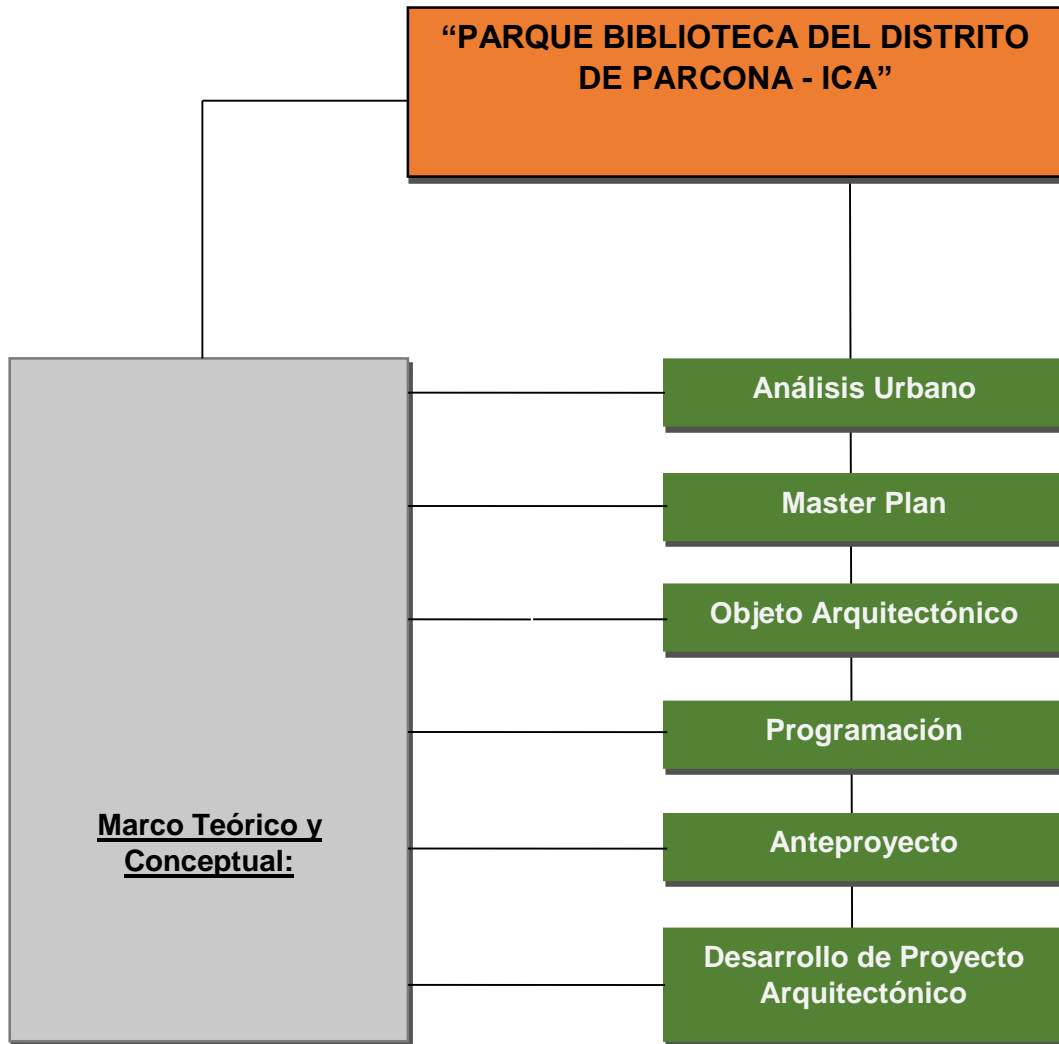 “PARQUE BIBLIOTECA DEL DISTRITO
DE PARCONA - ICA”
Análisis Urbano
Master Plan
Objeto Arquitectónico
Programación
Marco Teórico y
Conceptual:
Anteproyecto
Desarrollo de Proyecto
Arquitectónico